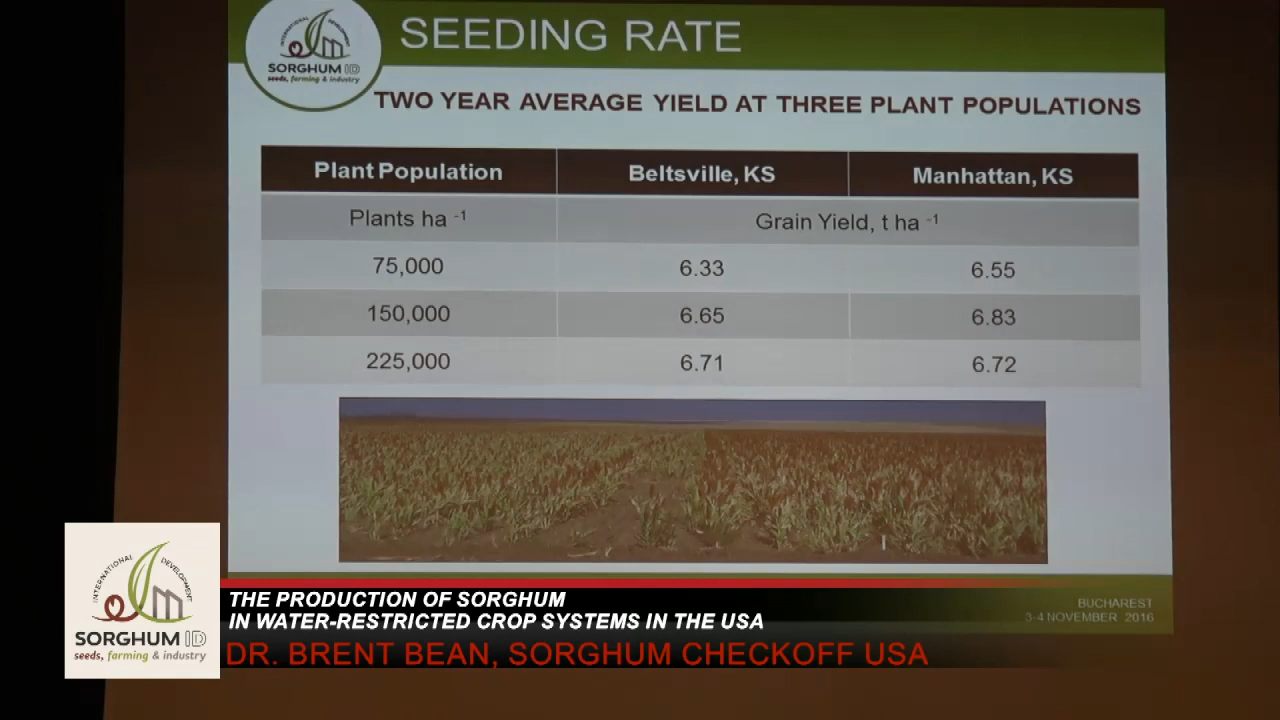 INTERNATIONAL DEVELOPMENT
SORGHUM ID
seeds, farming & industry
SEEDING RATE
TWO YEAR AVERAGE YIELD AT THREE PLANT POPULATIONS
Plant Population Beltsville, KS Manhattan, KS
Plants ha -1 Grain Yield, t ha -1
75,000 6.33 6.55
150,000 6.65 6.83
225,000 6.71 6.72
BUCHAREST
3-4 NOVEMBER 2016
INTERNATIONAL DEVELOPMENT
SORGHUM ID
seeds, farming & industry
THE PRODUCTION OF SORGHUM
IN WATER-RESTRICTED CROP SYSTEMS IN THE USA
DR. BRENT BEAN, SORGHUM CHECKOFF USA